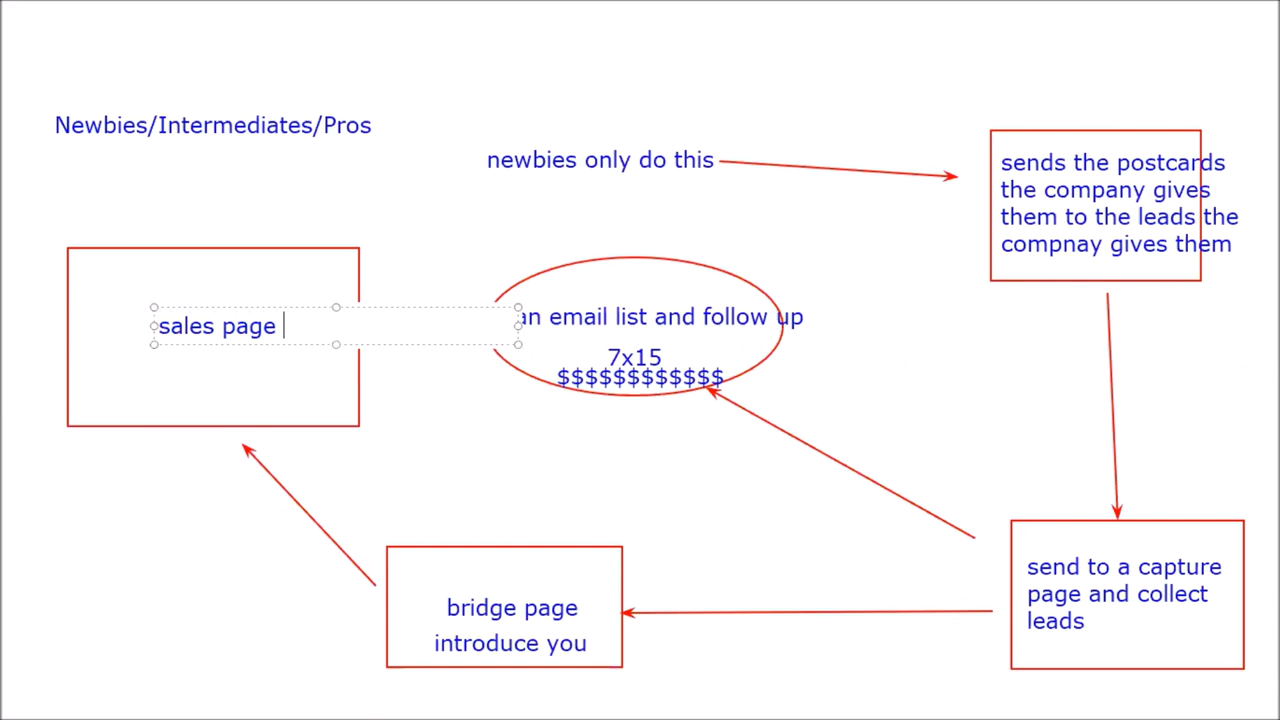 Newbies/Intermediates/Pros
newbies only do this
sends the postcards
the company gives
them to the leads the
compnay gives them
sales page
an email list and follow up
7x15
$$$$$$$$$$$$
send to a capture
page and collect
leads
bridge page
introduce you